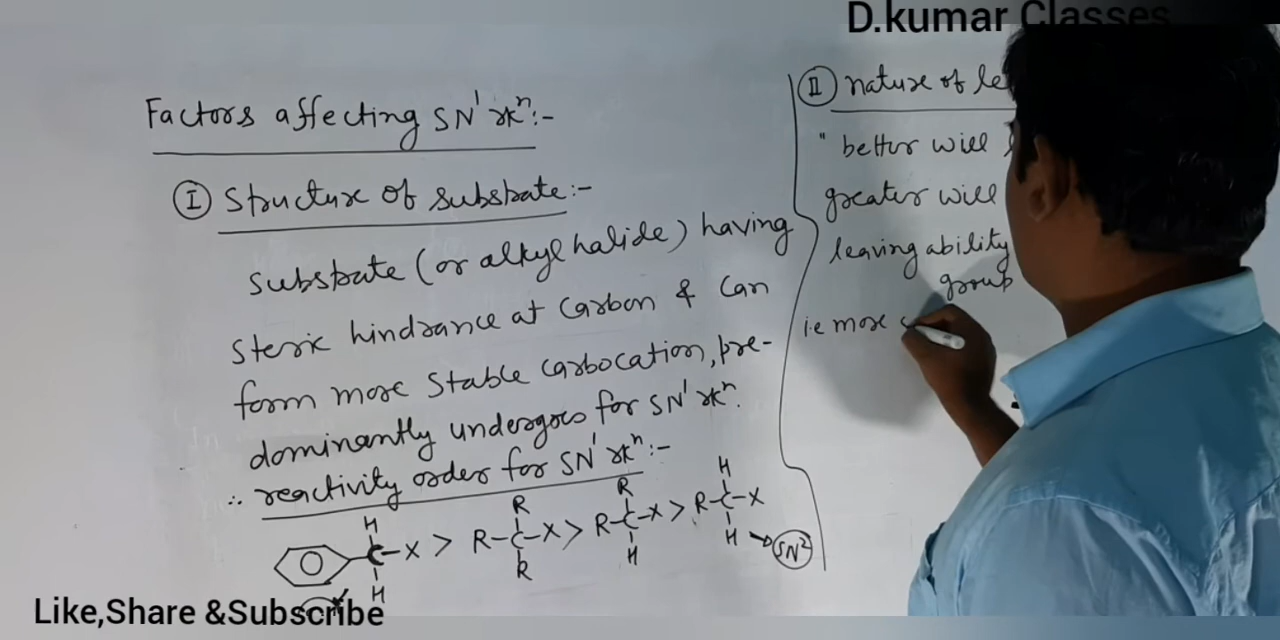 D.kumar Classes
Factors affecting SN¹ rxⁿ:-
Ⓘ Structure of substrate:-
Substrate (or alkyl halide) having
Steric hindrance at Carbon & Can
form more Stable Carbocation, pre-
dominantly undergoes for SN¹ rxⁿ.
∴ reactivity order for SN¹ rxⁿ:-
H R R H
C-X > R-C-X > R-C-X > R-C-X
H R H H → SN²
Ⓘ Ⓘ nature of
" better will
greater will
leaving ability
group
i.e more
Like,Share &Subscribe